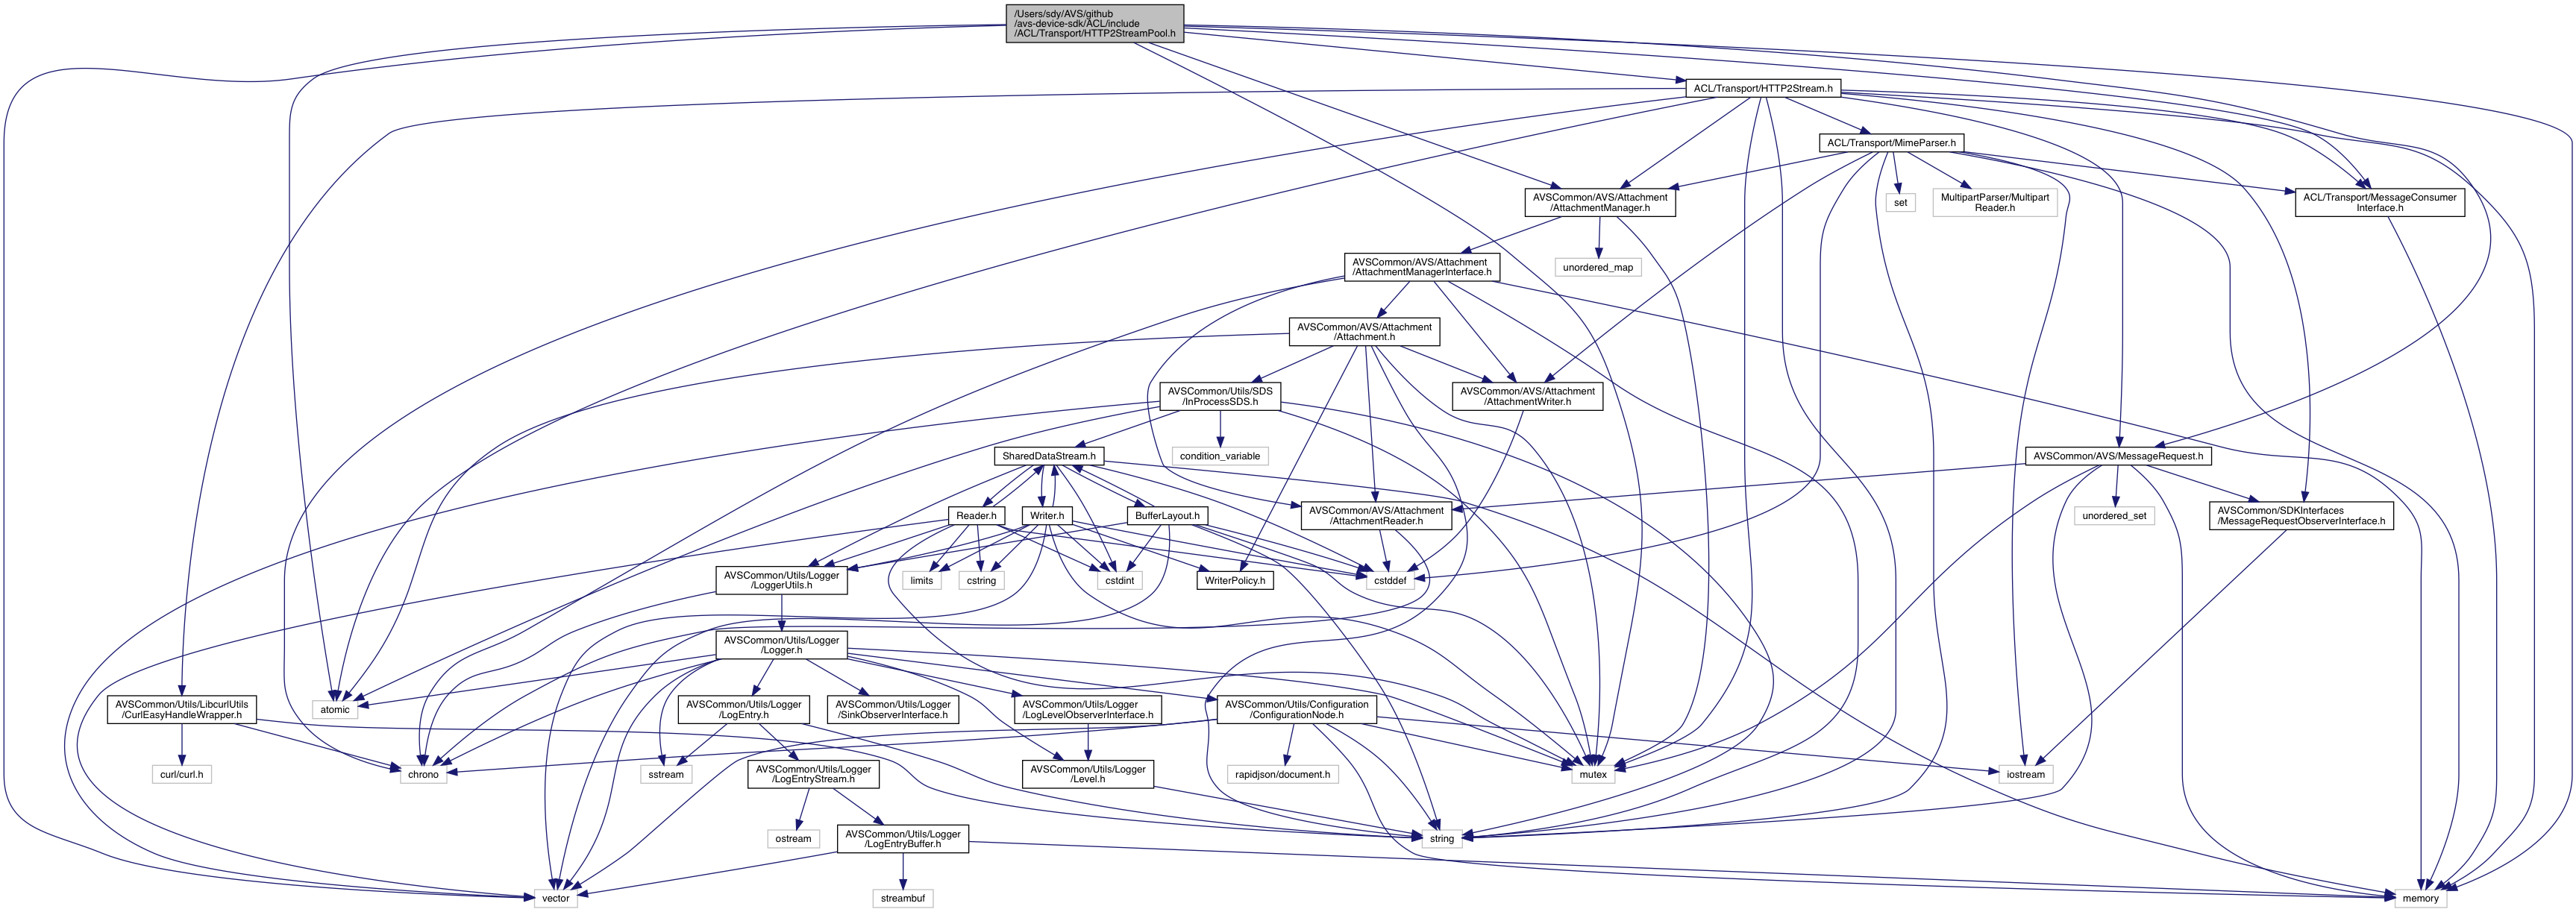 /Users/sdy/AVS/github
/avs-device-sdk/ACL/include
/ACL/Transport/HTTP2StreamPool.h
ACL/Transport/HTTP2Stream.h
ACL/Transport/MimeParser.h
AVSCommon/AVS/Attachment
/AttachmentManager.h
set
MultipartParser/Multipart
Reader.h
ACL/Transport/MessageConsumer
Interface.h
AVSCommon/AVS/Attachment
/AttachmentManagerInterface.h
unordered_map
AVSCommon/AVS/Attachment
/Attachment.h
AVSCommon/Utils/SDS
/InProcessSDS.h
AVSCommon/AVS/Attachment
/AttachmentWriter.h
SharedDataStream.h
condition_variable
AVSCommon/AVS/MessageRequest.h
Reader.h
Writer.h
BufferLayout.h
AVSCommon/AVS/Attachment
/AttachmentReader.h
unordered_set
AVSCommon/SDKInterfaces
/MessageRequestObserverInterface.h
AVSCommon/Utils/Logger
/LoggerUtils.h
limits
cstring
cstdint
WriterPolicy.h
cstddef
AVSCommon/Utils/Logger
/Logger.h
AVSCommon/Utils/LibcurlUtils
/CurlEasyHandleWrapper.h
atomic
AVSCommon/Utils/Logger
/LogEntry.h
AVSCommon/Utils/Logger
/SinkObserverInterface.h
AVSCommon/Utils/Logger
/LogLevelObserverInterface.h
AVSCommon/Utils/Configuration
/ConfigurationNode.h
curl/curl.h
chrono
sstream
AVSCommon/Utils/Logger
/LogEntryStream.h
AVSCommon/Utils/Logger
/Level.h
rapidjson/document.h
mutex
iostream
ostream
AVSCommon/Utils/Logger
/LogEntryBuffer.h
string
vector
streambuf
memory